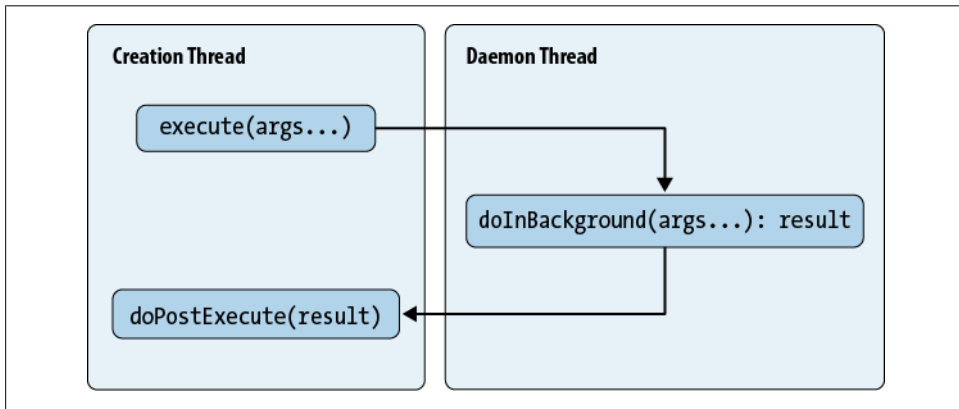 Creation Thread
Daemon Thread
execute(args...)
doInBackground(args...): result
doPostExecute(result)